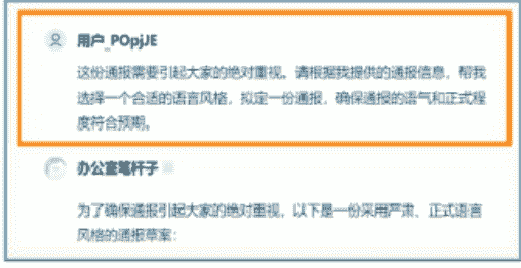 用户_POpjJE
这份通报需要引起大家的绝对重视。请根据我提供的通报信息，帮我
选择一个合适的语言风格，拟定一份通报，确保通报的语气和正式程
度符合预期。
办公室笔杆子
为了确保通报引起大家的绝对重视，以下是一份采用严肃、正式语言
风格的通报草案：